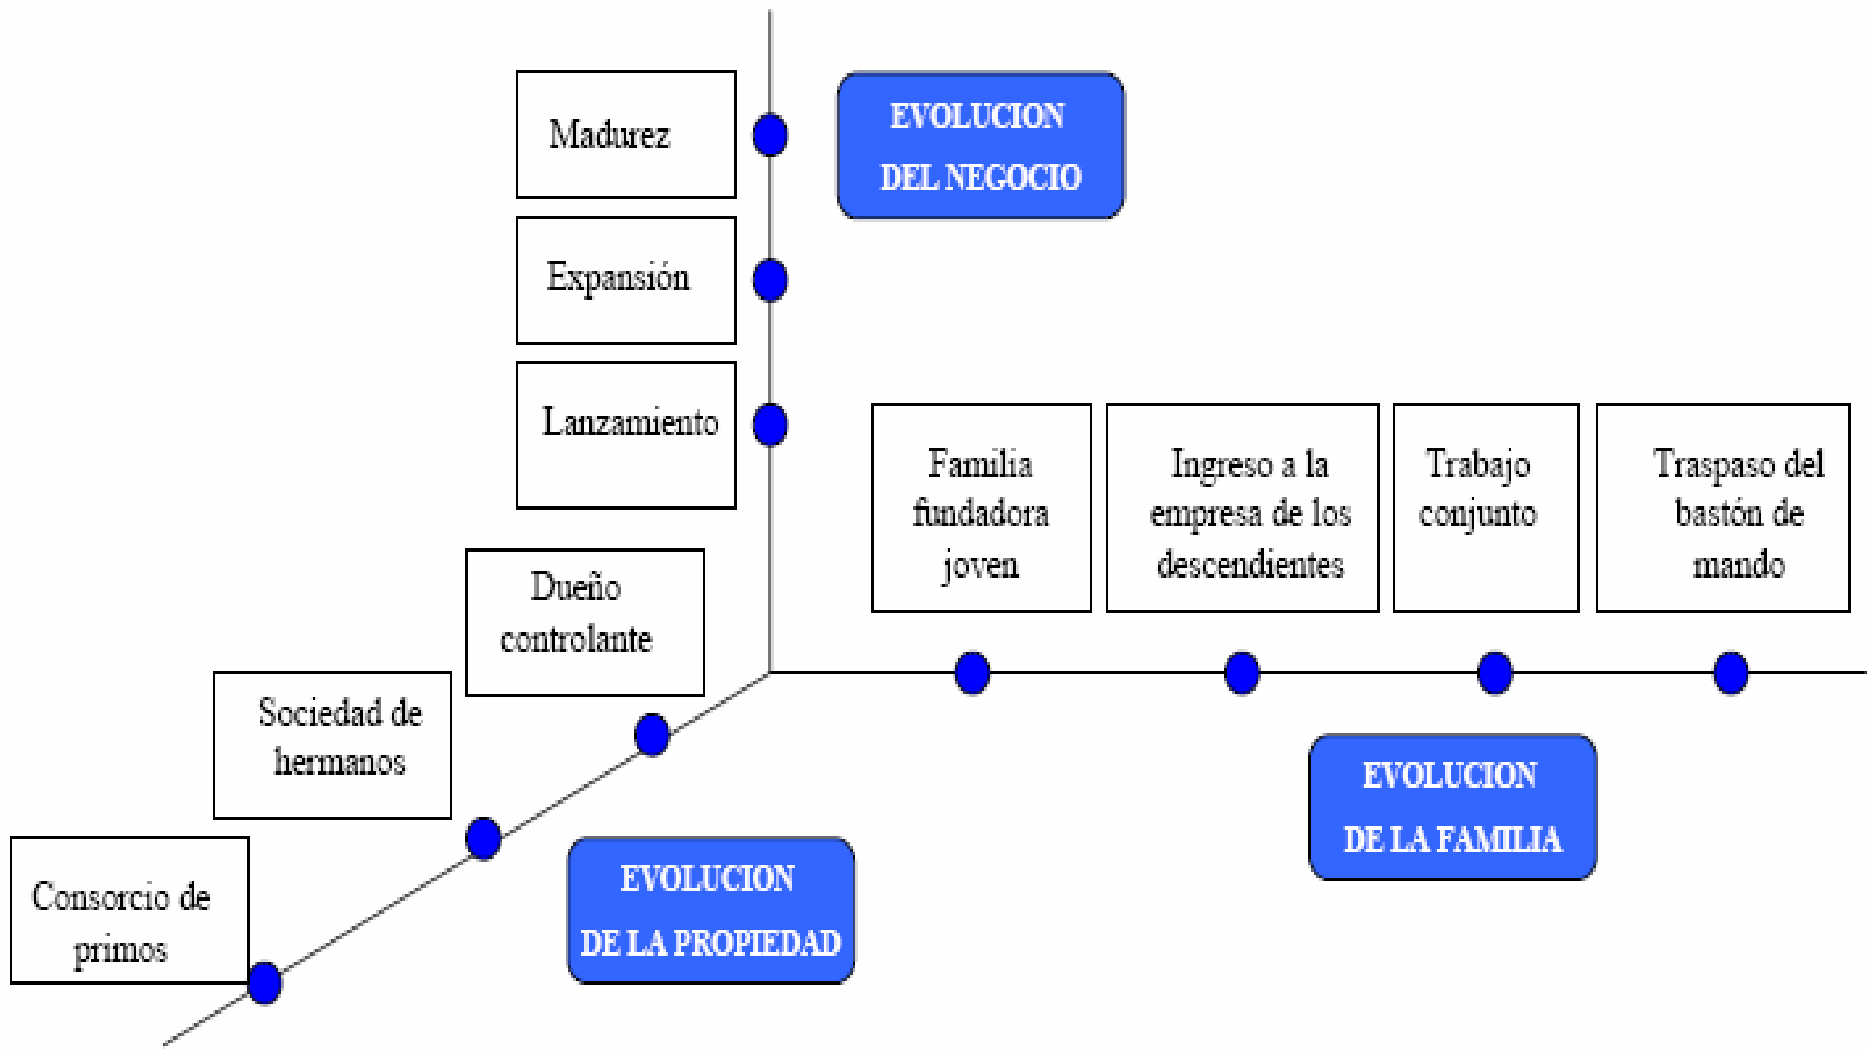 Madurez
EVOLUCION
DEL NEGOCIO
Expansión
Lanzamiento
Familia
fundadora
joven
Ingreso a la
empresa de los
descendientes
Trabajo
conjunto
Traspaso del
bastón de
mando
Dueño
controlante
Sociedad de
hermanos
Consorcio de
primos
EVOLUCION
DE LA PROPIEDAD
EVOLUCION
DE LA FAMILIA